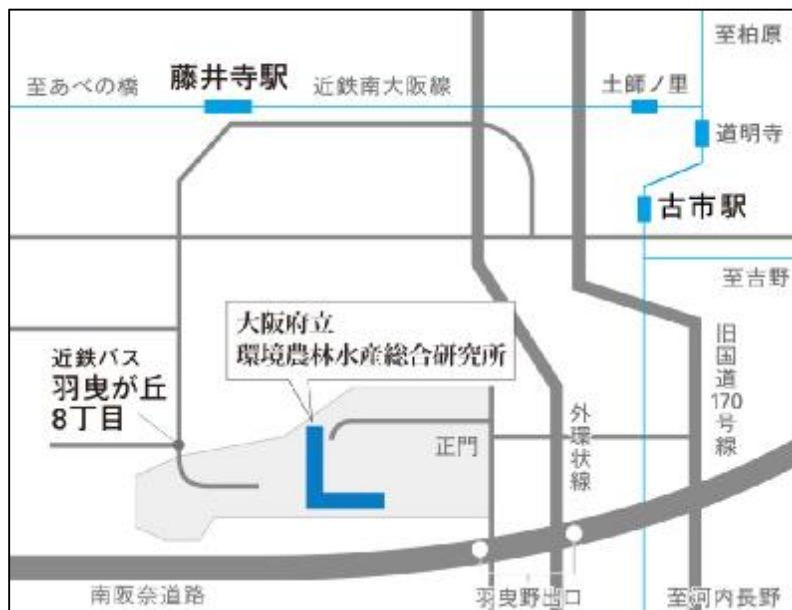 至柏原
至あべの橋
藤井寺駅
近鉄南大阪線
土師ノ里
道明寺
古市駅
至吉野
大阪府立
環境農林水産総合研究所
近鉄バス
羽曳が丘
8丁目
正門
外環状線
旧国道170号線
南阪奈道路
羽曳野出口
至河内長野